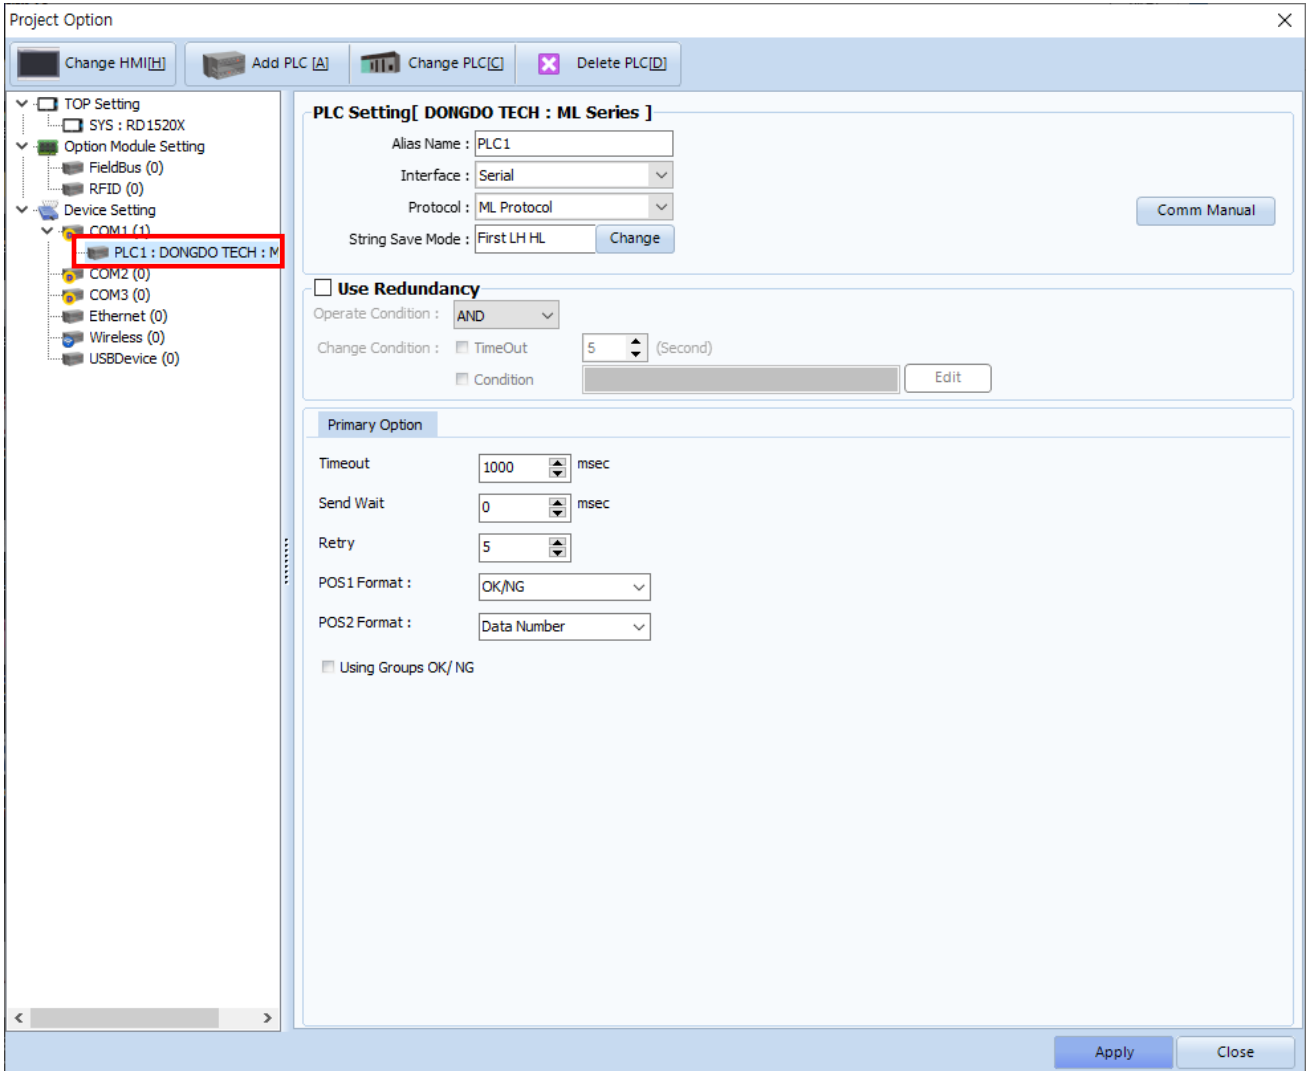 Project Option
Change HMI[H]
Add PLC [A]
Change PLC[C]
Delete PLC[D]
TOP Setting
SYS : RD1520X
Option Module Setting
FieldBus (0)
RFID (0)
Device Setting
COM1 (1)
PLC1 : DONGDO TECH : M
COM2 (0)
COM3 (0)
Ethernet (0)
Wireless (0)
USBDevice (0)
PLC Setting[ DONGDO TECH : ML Series ]
Alias Name : PLC1
Interface : Serial
Protocol : ML Protocol
Comm Manual
String Save Mode : First LH HL Change
Use Redundancy
Operate Condition : AND
Change Condition : TimeOut 5 (Second)
Condition Edit
Primary Option
Timeout 1000 msec
Send Wait 0 msec
Retry 5
POS1 Format : OK/NG
POS2 Format : Data Number
Using Groups OK/ NG
Apply Close